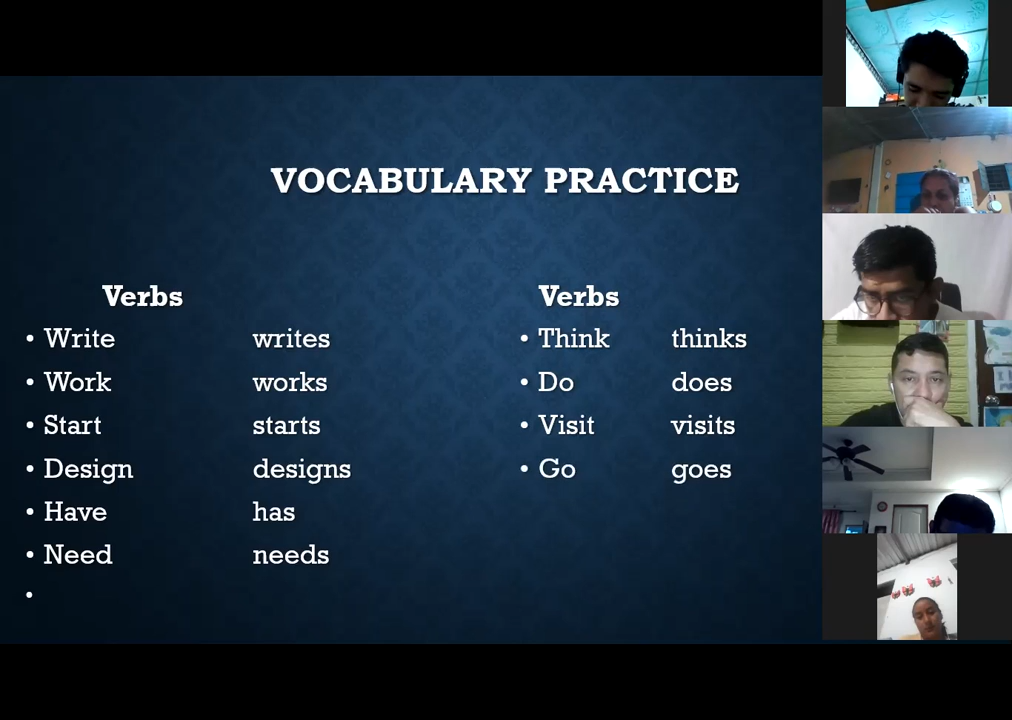 VOCABULARY PRACTICE
Verbs
• Write writes
• Work works
• Start starts
• Design designs
• Have has
• Need needs
•
Verbs
• Think thinks
• Do does
• Visit visits
• Go goes